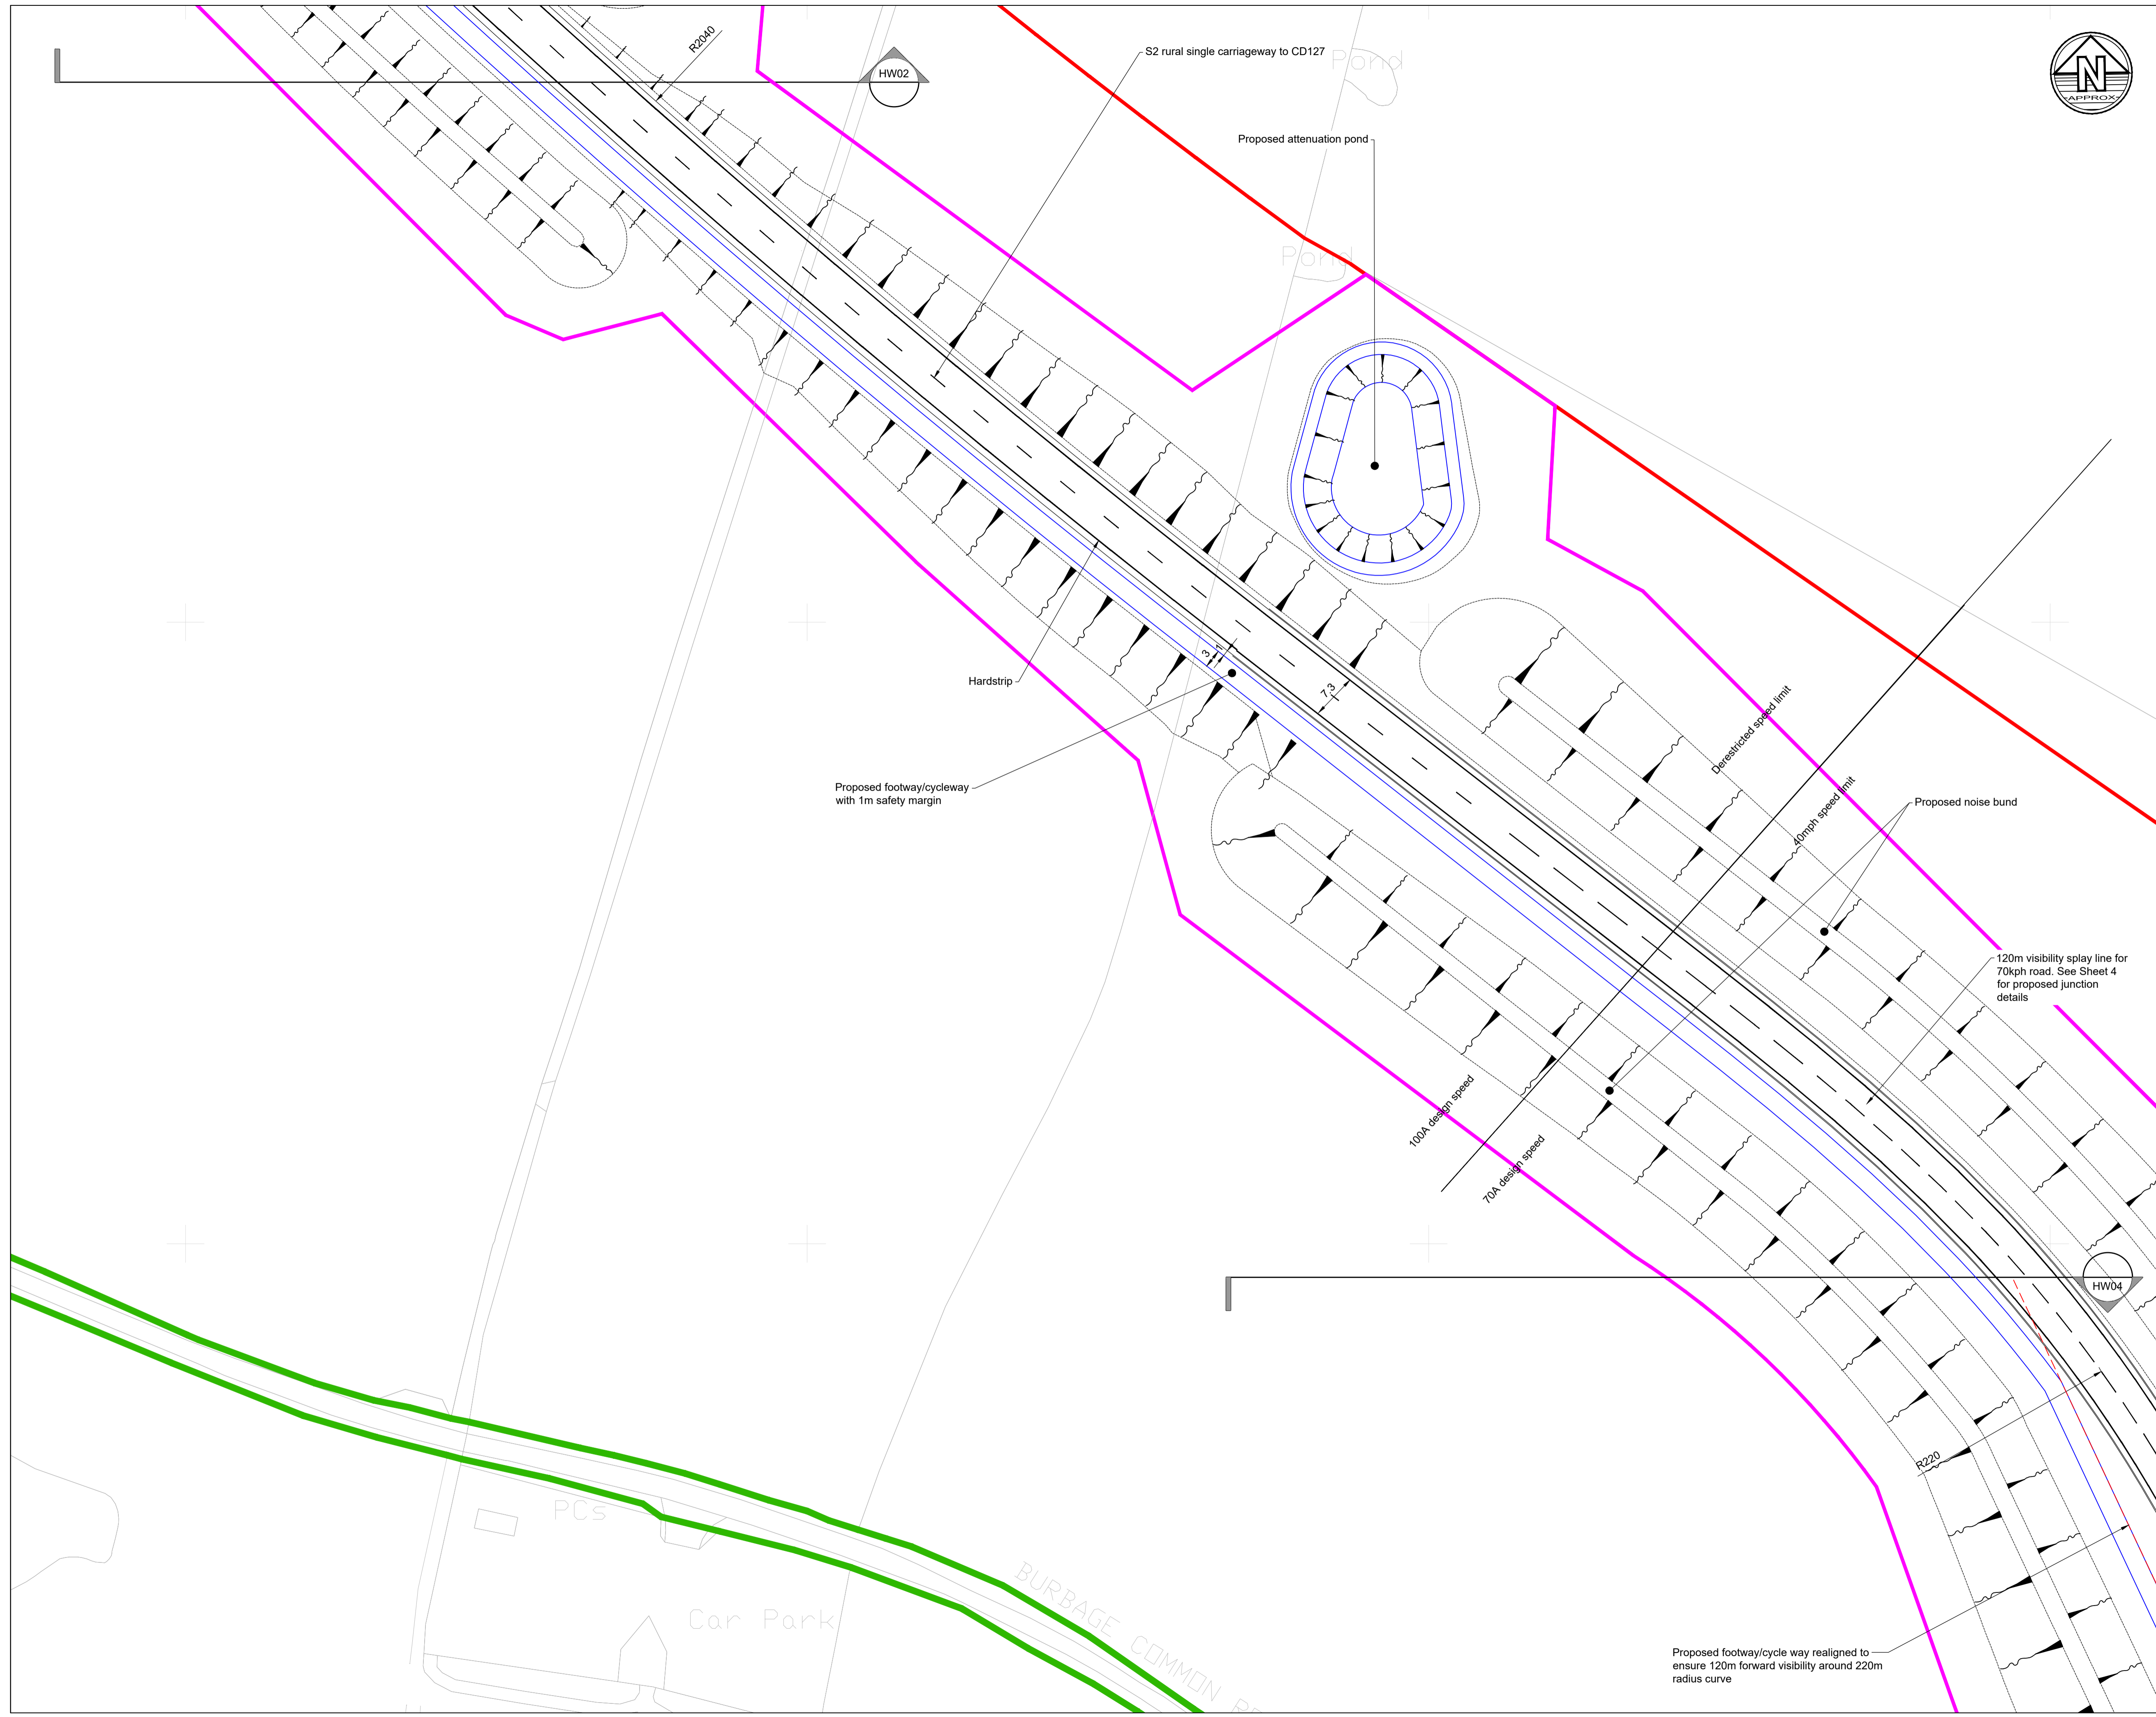 R2040
HW02
S2 rural single carriageway to CD127
Pond
N
APPROX
Proposed attenuation pond
Pond
3
1
7.3
Hardstrip
Derestricted speed limit
40mph speed limit
Proposed footway/cycleway
with 1m safety margin
Proposed noise bund
120m visibility splay line for
70kph road. See Sheet 4
for proposed junction
details
100A design speed
70A design speed
HW04
R220
PCs
Car Park
BURBAGE COMMON
Proposed footway/cycle way realigned to
ensure 120m forward visibility around 220m
radius curve